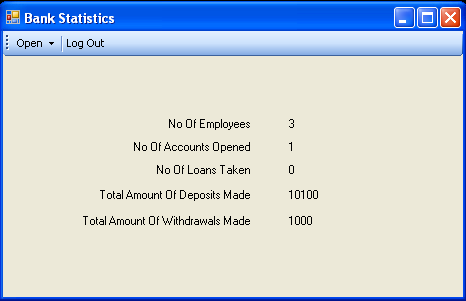 Bank Statistics
Open Log Out
No Of Employees 3
No Of Accounts Opened 1
No Of Loans Taken 0
Total Amount Of Deposits Made 10100
Total Amount Of Withdrawals Made 1000